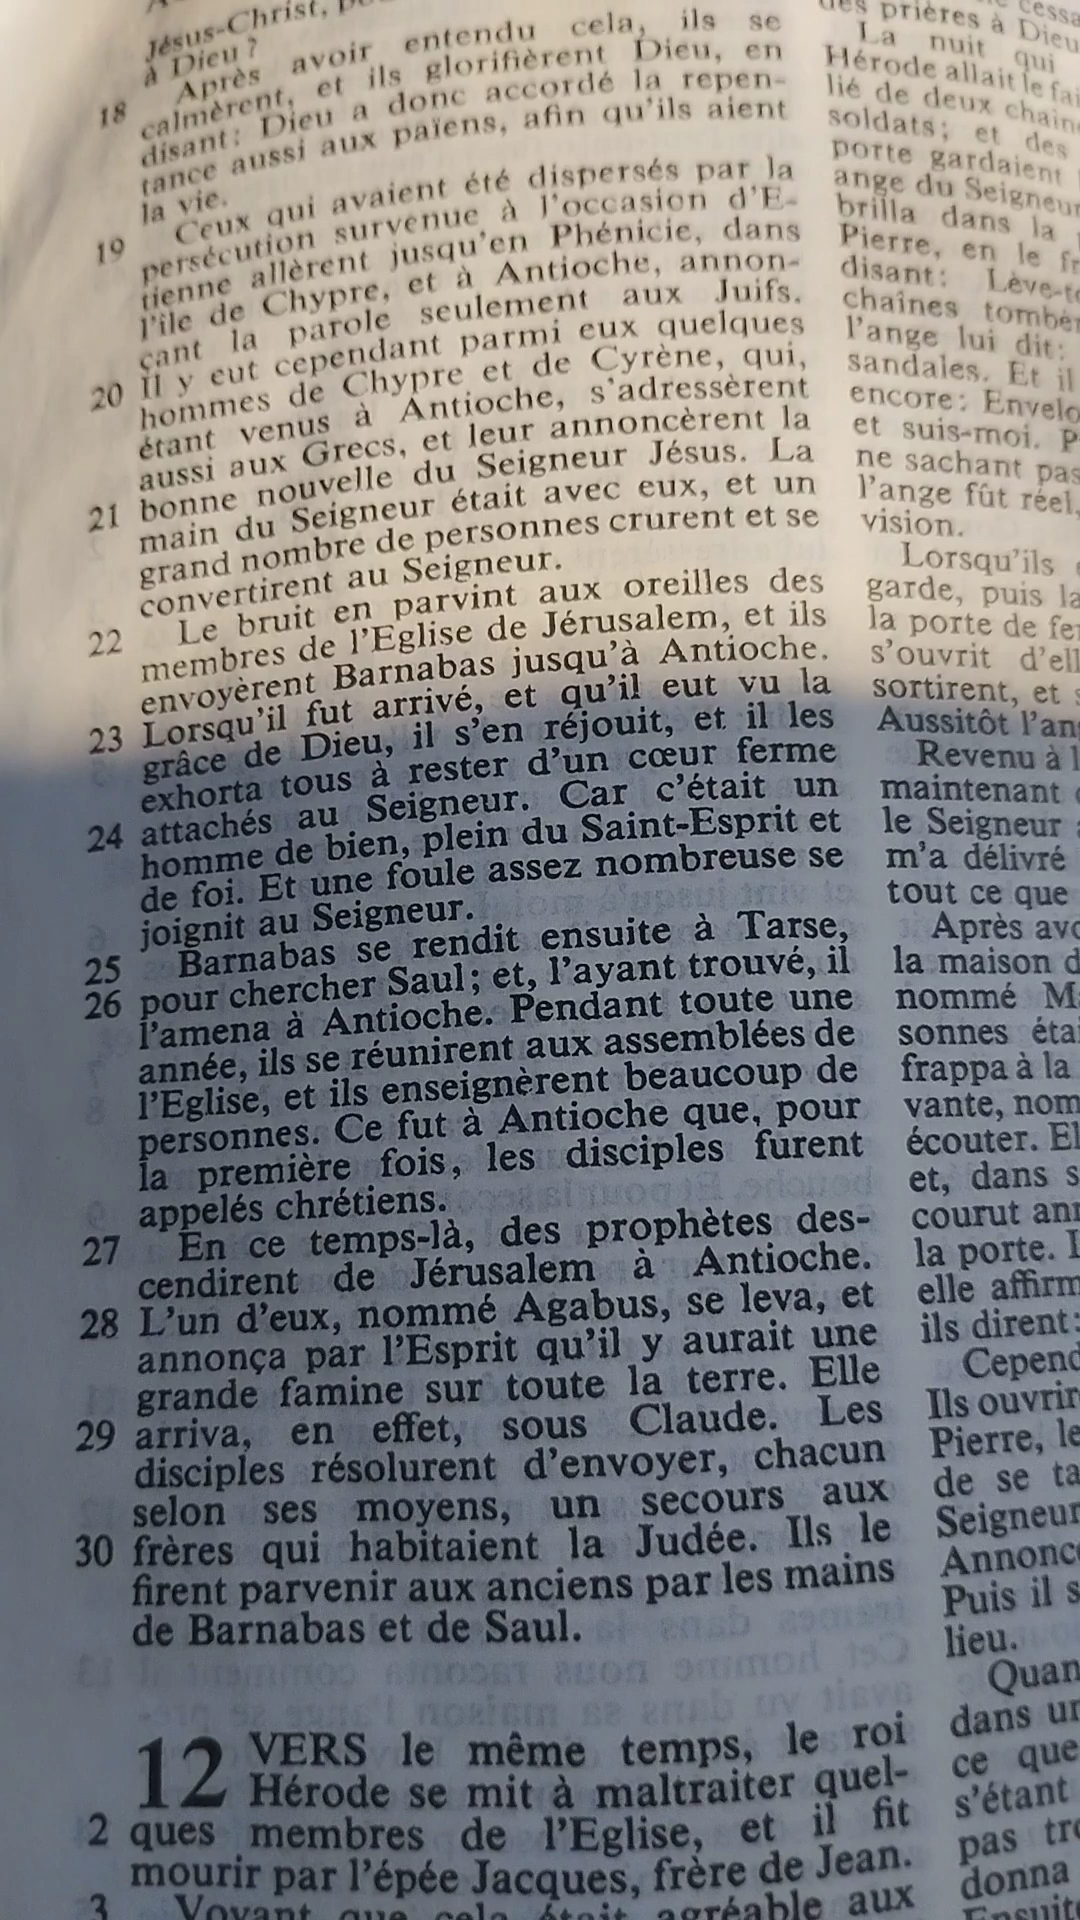 Jésus-Christ,
à Dieu ?
18 Après avoir entendu cela, ils se
calmèrent, et ils glorifièrent Dieu, en
disant: Dieu a donc accordé la repen-
tance aussi aux païens, afin qu'ils aient
la vie.
19 Ceux qui avaient été dispersés par la
persécution survenue à l'occasion d'E-
tienne allèrent jusqu'en Phénicie, dans
l'île de Chypre, et à Antioche, annon-
çant la parole seulement aux Juifs.
20 Il y eut cependant parmi eux quelques
hommes de Chypre et de Cyrène, qui,
étant venus à Antioche, s'adressèrent
aussi aux Grecs, et leur annoncèrent la
21 bonne nouvelle du Seigneur Jésus. La
main du Seigneur était avec eux, et un
grand nombre de personnes crurent et se
convertirent au Seigneur.
22 Le bruit en parvint aux oreilles des
membres de l'Eglise de Jérusalem, et ils
envoyèrent Barnabas jusqu'à Antioche.
23 Lorsqu'il fut arrivé, et qu'il eut vu la
grâce de Dieu, il s'en réjouit, et il les
exhorta tous à rester d'un cœur ferme
24 attachés au Seigneur. Car c'était un
homme de bien, plein du Saint-Esprit et
de foi. Et une foule assez nombreuse se
joignit au Seigneur.
25 Barnabas se rendit ensuite à Tarse,
26 pour chercher Saul; et, l'ayant trouvé, il
l'amena à Antioche. Pendant toute une
année, ils se réunirent aux assemblées de
l'Eglise, et ils enseignèrent beaucoup de
personnes. Ce fut à Antioche que, pour
la première fois, les disciples furent
appelés chrétiens.
27 En ce temps-là, des prophètes des-
cendirent de Jérusalem à Antioche.
28 L'un d'eux, nommé Agabus, se leva, et
annonça par l'Esprit qu'il y aurait une
grande famine sur toute la terre. Elle
29 arriva, en effet, sous Claude. Les
disciples résolurent d'envoyer, chacun
selon ses moyens, un secours aux
30 frères qui habitaient la Judée. Ils le
firent parvenir aux anciens par les mains
de Barnabas et de Saul.
12 VERS le même temps, le roi
Hérode se mit à maltraiter quel-
2 ques membres de l'Eglise, et il fit
mourir par l'épée Jacques, frère de Jean.
3 Voyant que cela était agréable aux
des prières à Dieu
La nuit qui
Hérode allait le fai
lié de deux chaîn
soldats; et des
porte gardaient
ange du Seigneur
brilla dans la
Pierre, en le fr
disant: Lève-t
chaînes tombèr
l'ange lui dit:
sandales. Et il
encore: Envelo
et suis-moi. P
ne sachant pas
l'ange fût réel,
vision.
Lorsqu'ils
garde, puis la
la porte de fer
s'ouvrit d'ell
sortirent, et s
Aussitôt l'an
Revenu à l
maintenant
le Seigneur
m'a délivré
tout ce que
Après avo
la maison d
nommé M
sonnes éta
frappa à la
vante, nom
écouter. El
et, dans s
courut ann
la porte. I
elle affirm
ils dirent:
Cepend
Ils ouvrir
Pierre, le
de se ta
Seigneur
Annonc
Puis il s
lieu.
Quan
dans un
ce que
s'étant
pas tro
donna
Ensuite